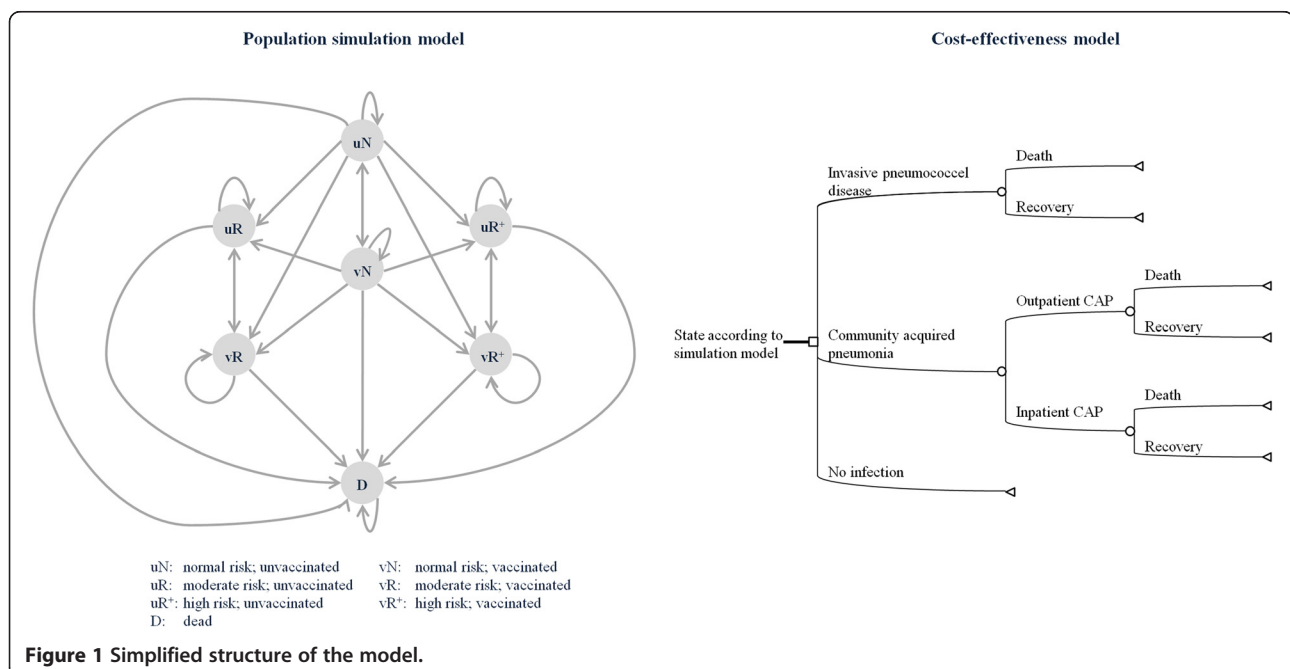 Population simulation model
uN
uR
uR⁺
vN
vR
vR⁺
D
uN: normal risk; unvaccinated
uR: moderate risk; unvaccinated
uR⁺: high risk; unvaccinated
D: dead
vN: normal risk; vaccinated
vR: moderate risk; vaccinated
vR⁺: high risk; vaccinated
Cost-effectiveness model
State according to
simulation model
Invasive pneumococcel
disease
Death
Recovery
Community acquired
pneumonia
Outpatient CAP
Death
Recovery
Inpatient CAP
Death
Recovery
No infection
Figure 1 Simplified structure of the model.